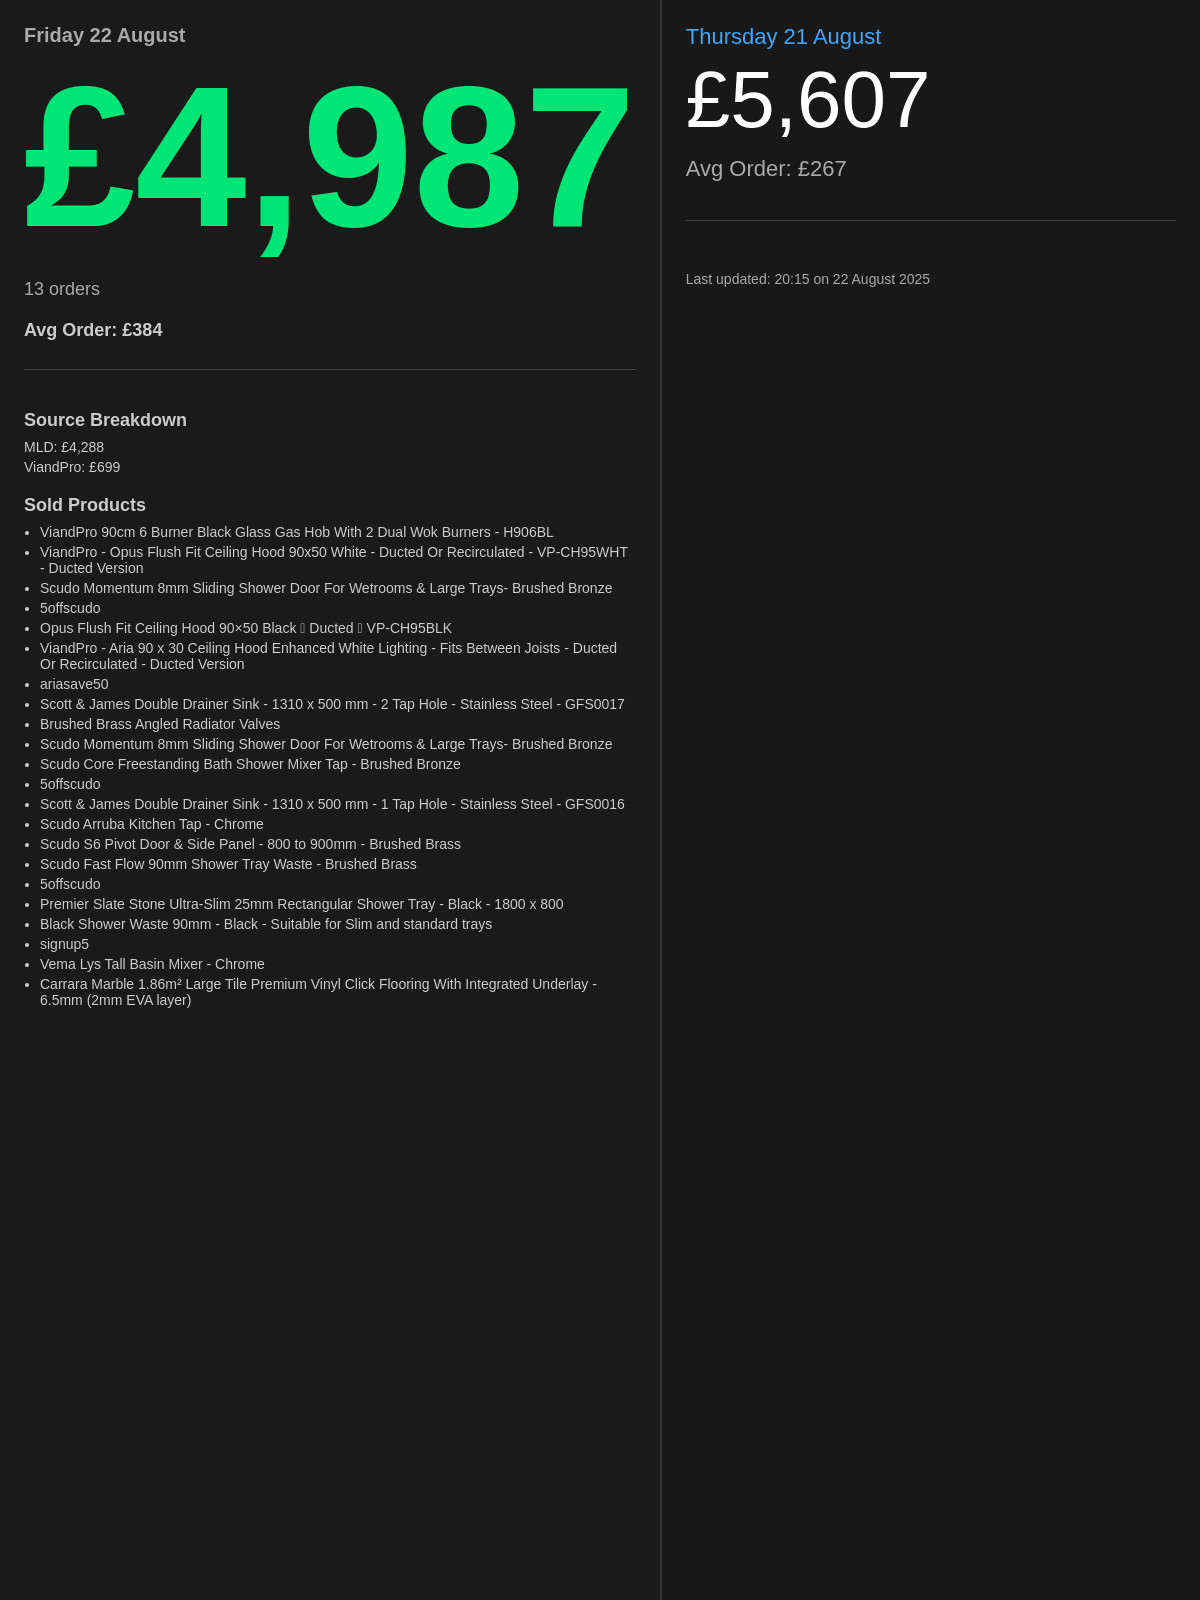 Friday 22 August
£4,987
13 orders
Avg Order: £384
Source Breakdown
MLD: £4,288
ViandPro: £699
Sold Products
• ViandPro 90cm 6 Burner Black Glass Gas Hob With 2 Dual Wok Burners - H906BL
• ViandPro - Opus Flush Fit Ceiling Hood 90x50 White - Ducted Or Recirculated - VP-CH95WHT
- Ducted Version
• Scudo Momentum 8mm Sliding Shower Door For Wetrooms & Large Trays- Brushed Bronze
• 5offscudo
• Opus Flush Fit Ceiling Hood 90×50 Black  Ducted  VP-CH95BLK
• ViandPro - Aria 90 x 30 Ceiling Hood Enhanced White Lighting - Fits Between Joists - Ducted
Or Recirculated - Ducted Version
• ariasave50
• Scott & James Double Drainer Sink - 1310 x 500 mm - 2 Tap Hole - Stainless Steel - GFS0017
• Brushed Brass Angled Radiator Valves
• Scudo Momentum 8mm Sliding Shower Door For Wetrooms & Large Trays- Brushed Bronze
• Scudo Core Freestanding Bath Shower Mixer Tap - Brushed Bronze
• 5offscudo
• Scott & James Double Drainer Sink - 1310 x 500 mm - 1 Tap Hole - Stainless Steel - GFS0016
• Scudo Arruba Kitchen Tap - Chrome
• Scudo S6 Pivot Door & Side Panel - 800 to 900mm - Brushed Brass
• Scudo Fast Flow 90mm Shower Tray Waste - Brushed Brass
• 5offscudo
• Premier Slate Stone Ultra-Slim 25mm Rectangular Shower Tray - Black - 1800 x 800
• Black Shower Waste 90mm - Black - Suitable for Slim and standard trays
• signup5
• Vema Lys Tall Basin Mixer - Chrome
• Carrara Marble 1.86m² Large Tile Premium Vinyl Click Flooring With Integrated Underlay -
6.5mm (2mm EVA layer)
Thursday 21 August
£5,607
Avg Order: £267
Last updated: 20:15 on 22 August 2025